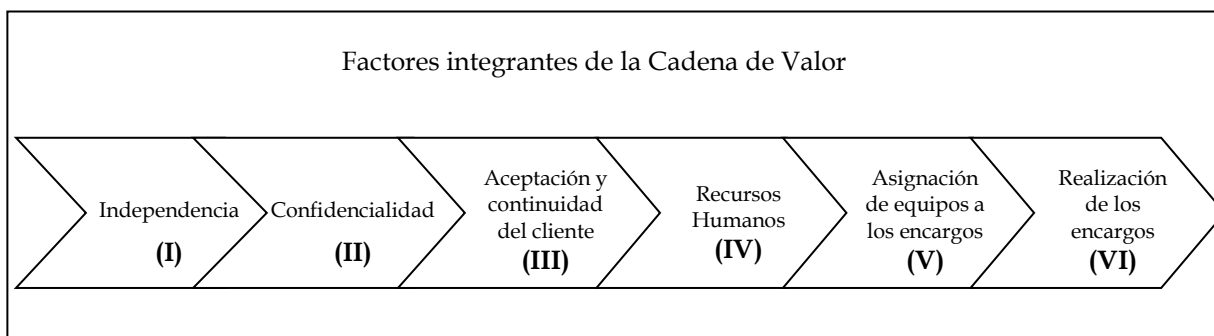 Factores integrantes de la Cadena de Valor
Independencia
(I)
Confidencialidad
(II)
Aceptación y
continuidad
del cliente
(III)
Recursos
Humanos
(IV)
Asignación
de equipos a
los encargos
(V)
Realización
de los
encargos
(VI)